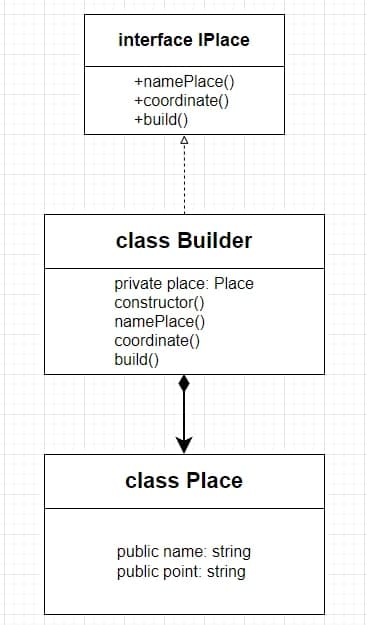 interface IPlace
+namePlace()
+coordinate()
+build()
class Builder
private place: Place
constructor()
namePlace()
coordinate()
build()
class Place
public name: string
public point: string